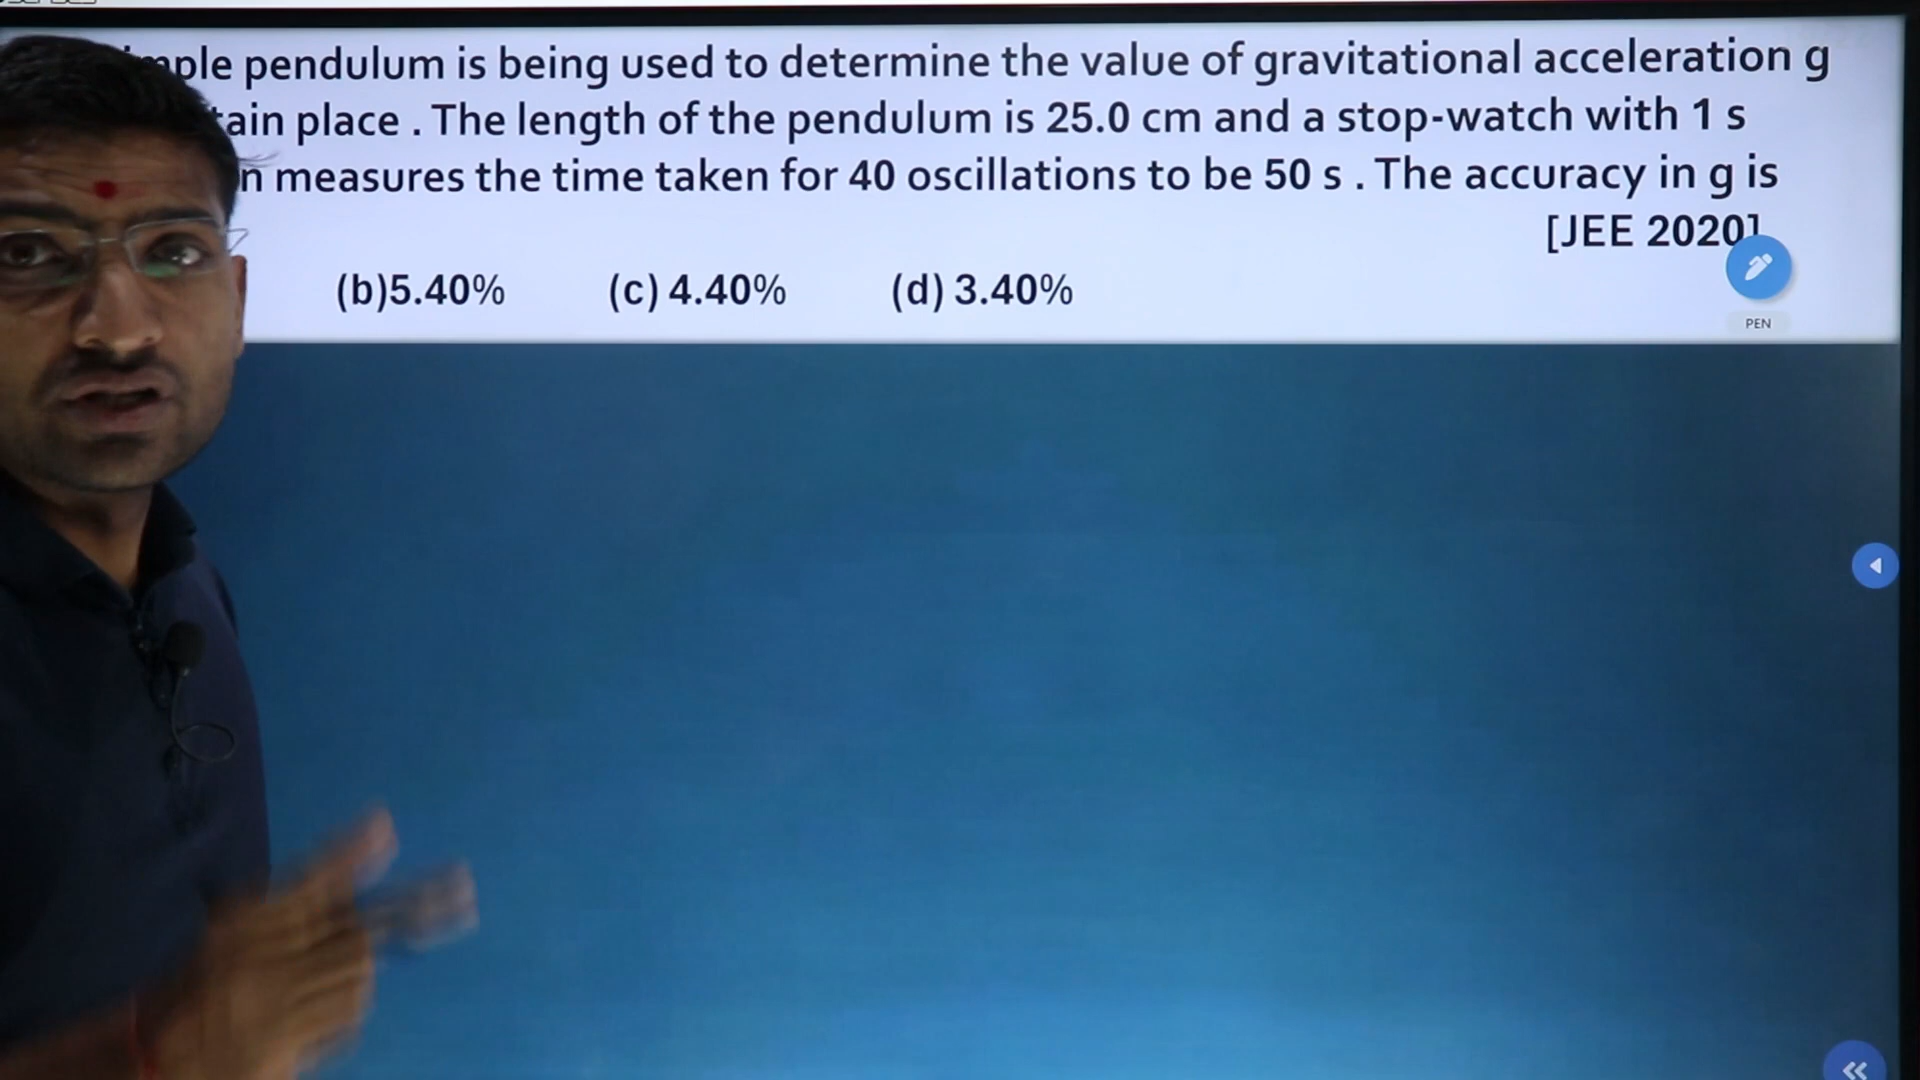 pendulum is being used to determine the value of gravitational acceleration g
place . The length of the pendulum is 25.0 cm and a stop-watch with 1 s
measures the time taken for 40 oscillations to be 50 s . The accuracy in g is
[JEE 2020]
(b)5.40% (c) 4.40% (d) 3.40%
PEN